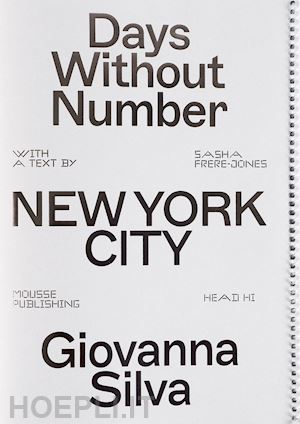 Days
Without
Number
WITH
A TEXT BY
SASHA
FRERE-JONES
NEW YORK
CITY
MOUSSE
PUBLISHING
HEAD HI
Giovanna
Silva
HOEPLI.IT